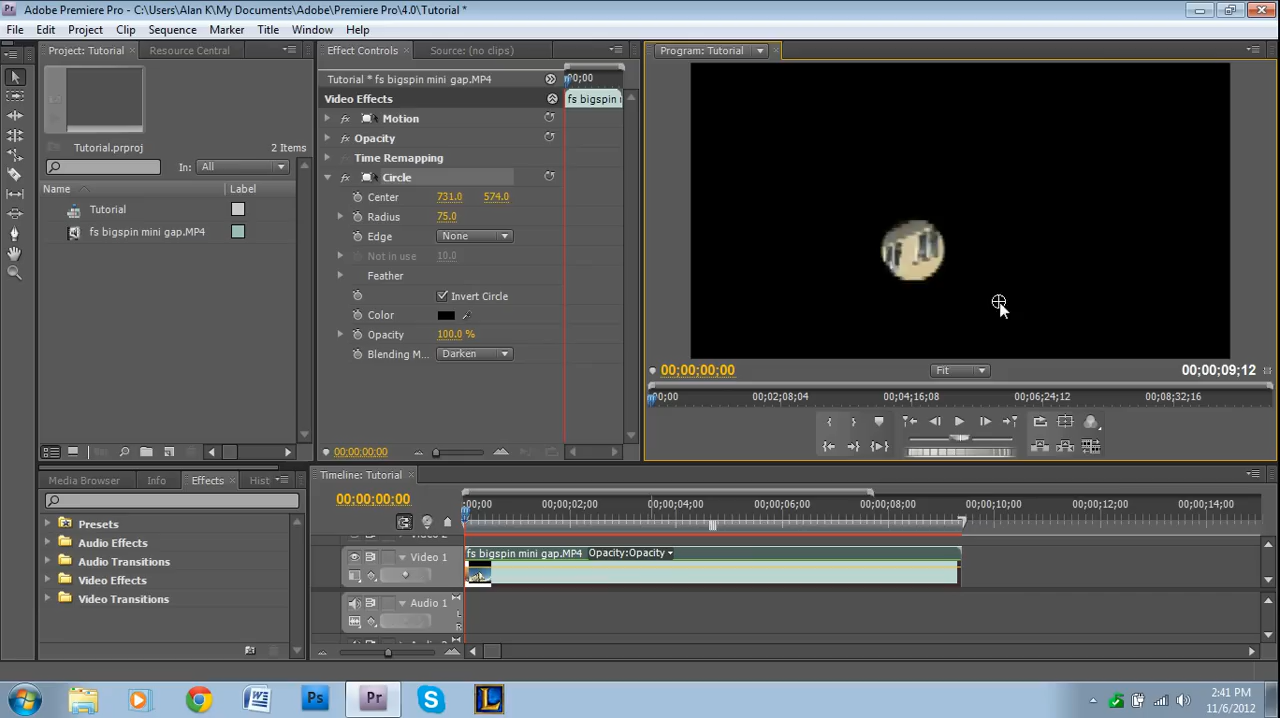 Adobe Premiere Pro - C:\Users\Alan K\My Documents\Adobe\Premiere Pro\4.0\Tutorial *
File Edit Project Clip Sequence Marker Title Window Help
Project: Tutorial Resource Central
Tutorial.prproj
2 Items
In: All
Name Label
Tutorial
fs bigspin mini gap.MP4
Effect Controls Source: (no clips)
Tutorial * fs bigspin mini gap.MP4
Video Effects
Motion
Opacity
Time Remapping
Circle
Center 731.0 574.0
Radius 75.0
Edge None
Not in use 10.0
Feather
Invert Circle
Color
Opacity 100.0 %
Blending M... Darken
00;00;00;00
00;00
fs bigspin
Program: Tutorial
00;00;00;00 Fit 00;00;09;12
00;00 00;02;08;04 00;04;16;08 00;06;24;12 00;08;32;16
Media Browser Info Effects Hist
Presets
Audio Effects
Audio Transitions
Video Effects
Video Transitions
Timeline: Tutorial
00;00;00;00
00;00 00;00;02;00 00;00;04;00 00;00;06;00 00;00;08;00 00;00;10;00 00;00;12;00 00;00;14;00
Video 1
fs bigspin mini gap.MP4 Opacity:Opacity
Audio 1
L
R
Ps Pr S L
2:41 PM
11/6/2012